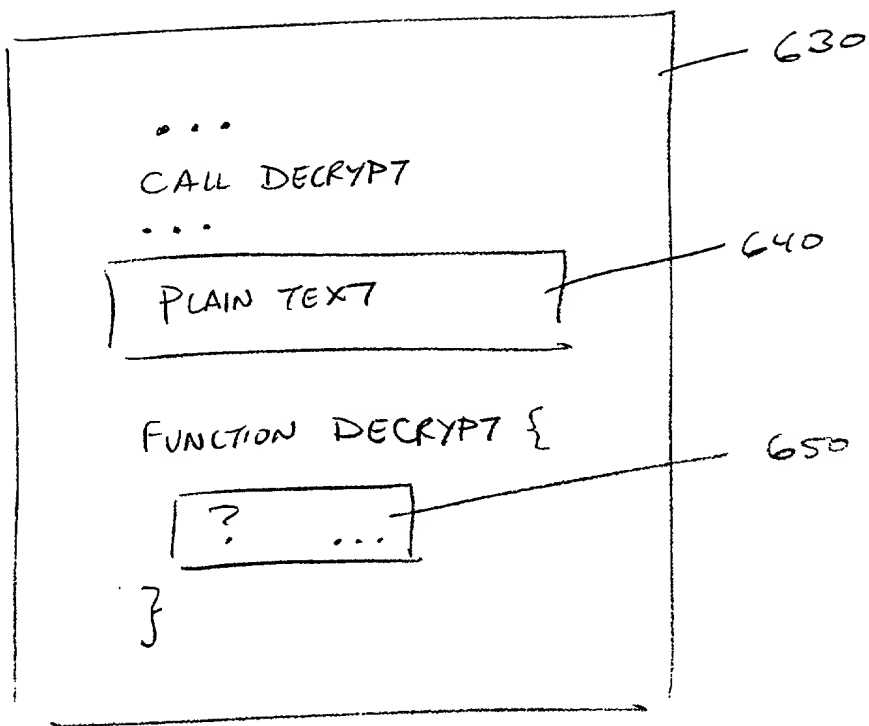 630
...
CALL DECRYPT
...
640
PLAIN TEXT
FUNCTION DECRYPT {
650
? ...
}